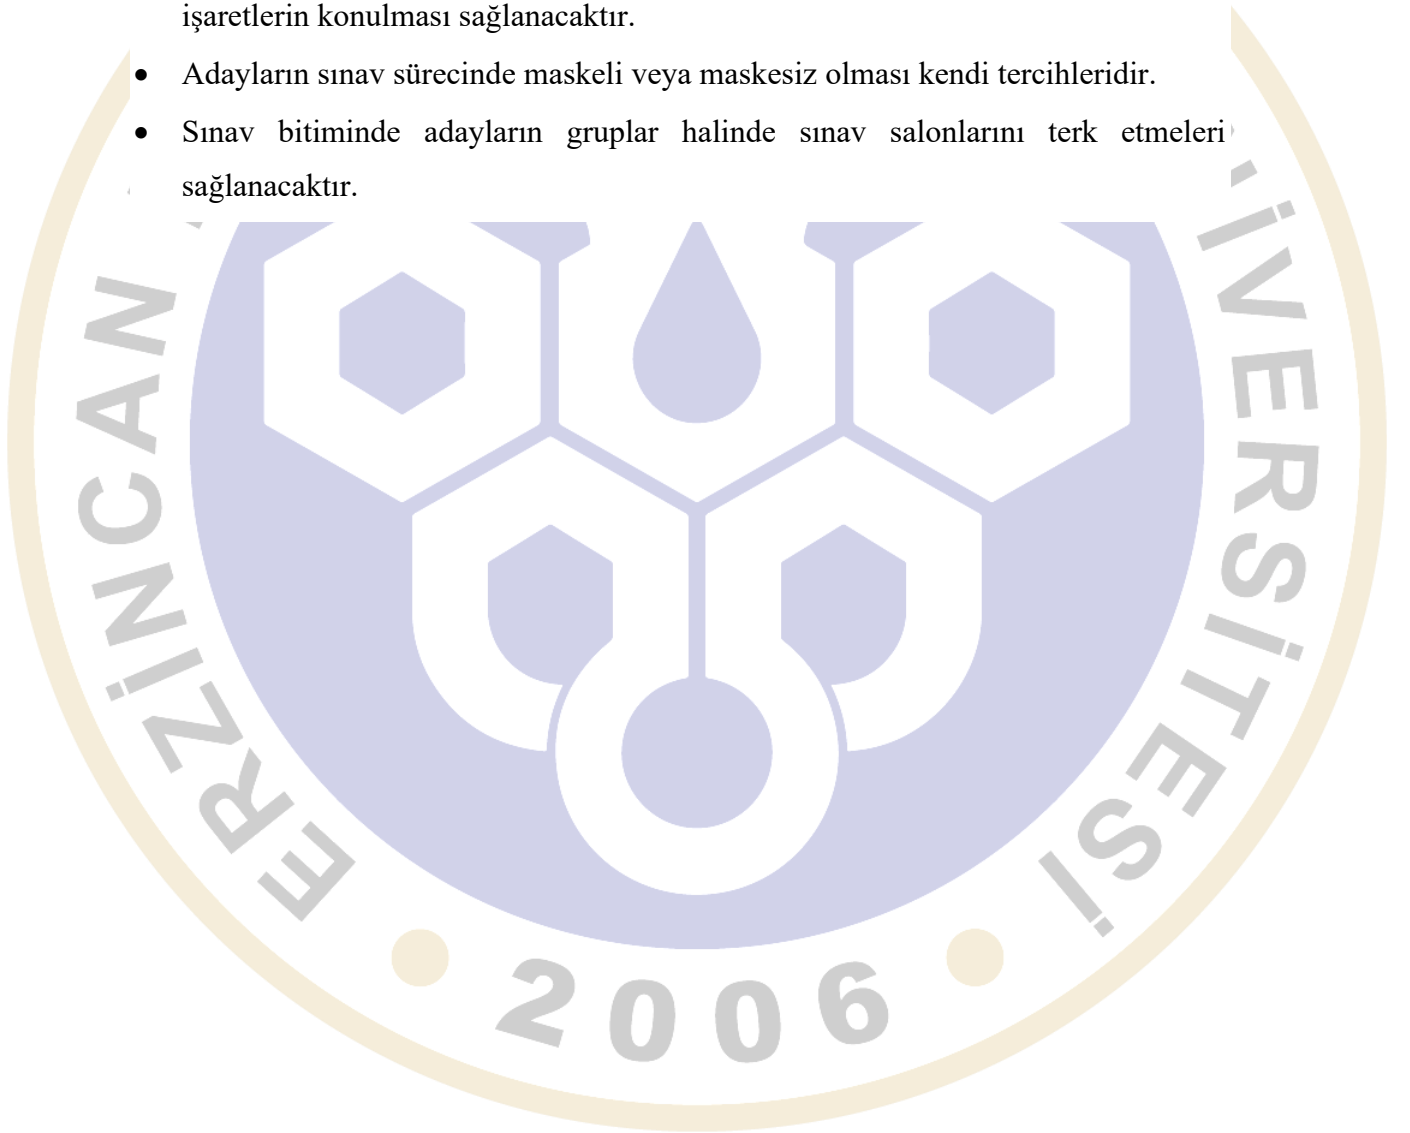 işaretlerin konulması sağlanacaktır.
• Adayların sınav sürecinde maskeli veya maskesiz olması kendi tercihleridir.
• Sınav bitiminde adayların gruplar halinde sınav salonlarını terk etmeleri
sağlanacaktır.
ERZİNCAN
İVERSİTESİ
2006